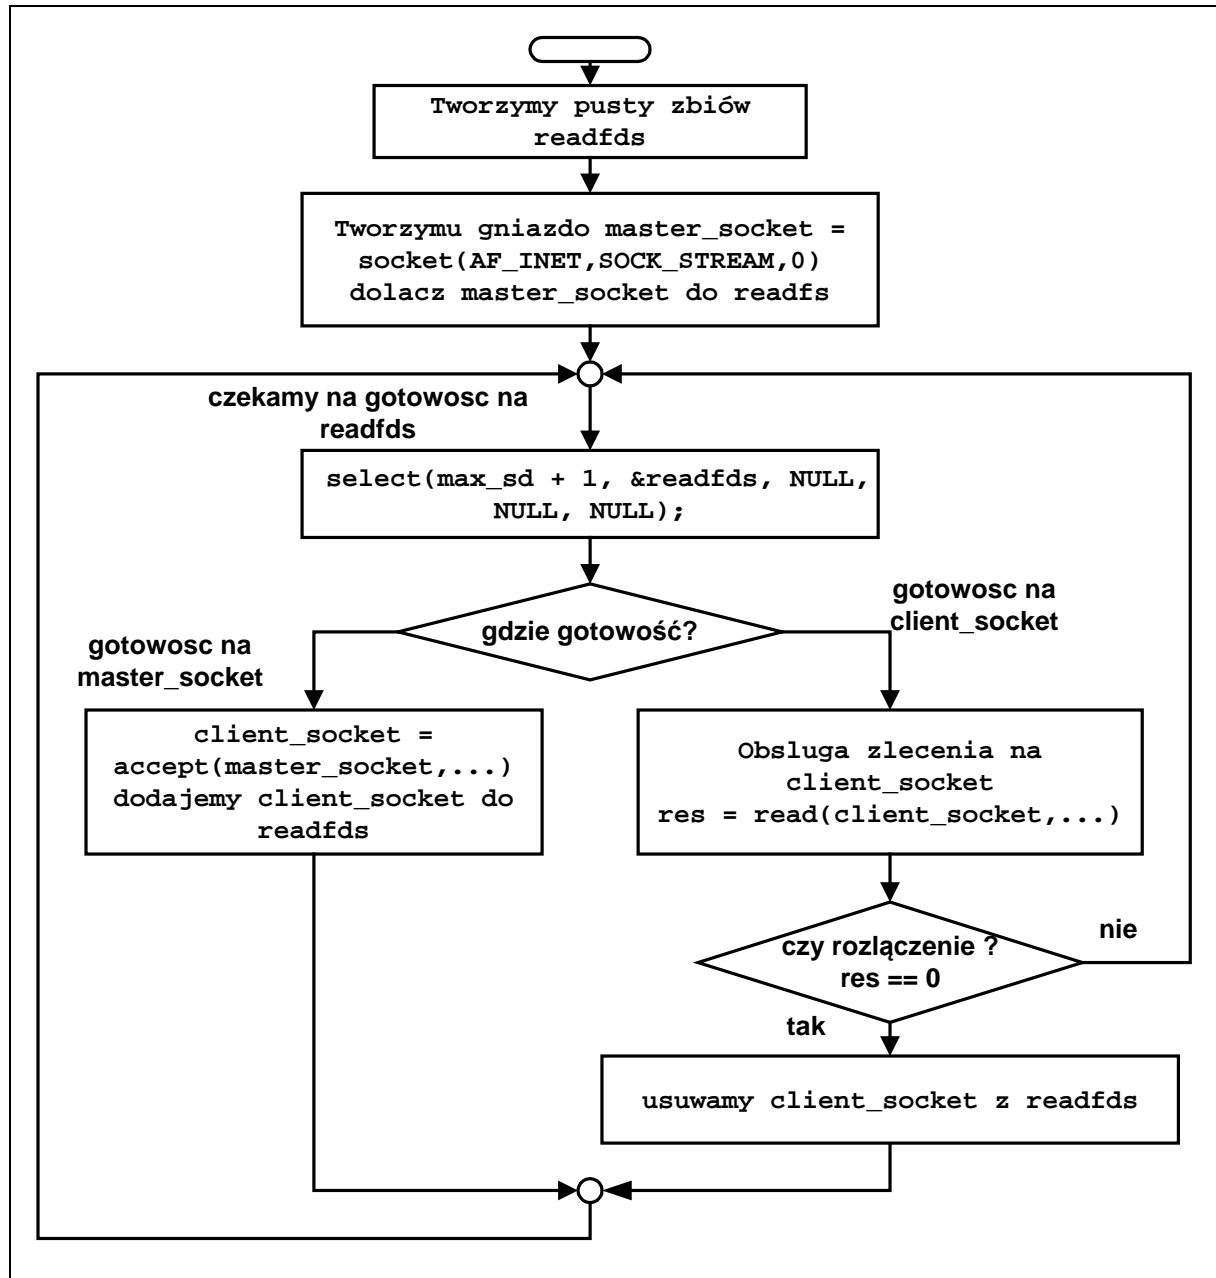 Tworzymy pusty zbiów
readfds
Tworzymu gniazdo master_socket =
socket(AF_INET,SOCK_STREAM,0)
dolacz master_socket do readfs
czekamy na gotowosc na
readfds
select(max_sd + 1, &readfds, NULL,
NULL, NULL);
gdzie gotowość?
gotowosc na
master_socket
gotowosc na
client_socket
client_socket =
accept(master_socket,...)
dodajemy client_socket do
readfds
Obsluga zlecenia na
client_socket
res = read(client_socket,...)
czy rozlączenie ?
res == 0
nie
tak
usuwamy client_socket z readfds